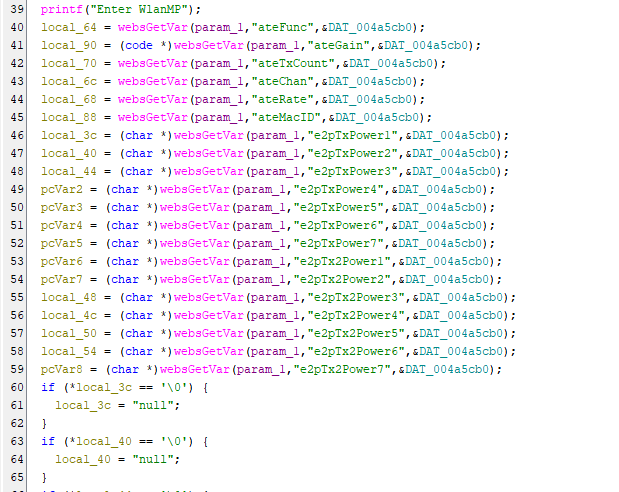 39 printf("Enter WlanMP");
40 local_64 = websGetVar(param_1,"ateFunc",&DAT_004a5cb0);
41 local_90 = (code *)websGetVar(param_1,"ateGain",&DAT_004a5cb0);
42 local_70 = websGetVar(param_1,"ateTxCount",&DAT_004a5cb0);
43 local_6c = websGetVar(param_1,"ateChan",&DAT_004a5cb0);
44 local_68 = websGetVar(param_1,"ateRate",&DAT_004a5cb0);
45 local_88 = websGetVar(param_1,"ateMacID",&DAT_004a5cb0);
46 local_3c = (char *)websGetVar(param_1,"e2pTxPower1",&DAT_004a5cb0);
47 local_40 = (char *)websGetVar(param_1,"e2pTxPower2",&DAT_004a5cb0);
48 local_44 = (char *)websGetVar(param_1,"e2pTxPower3",&DAT_004a5cb0);
49 pcVar2 = (char *)websGetVar(param_1,"e2pTxPower4",&DAT_004a5cb0);
50 pcVar3 = (char *)websGetVar(param_1,"e2pTxPower5",&DAT_004a5cb0);
51 pcVar4 = (char *)websGetVar(param_1,"e2pTxPower6",&DAT_004a5cb0);
52 pcVar5 = (char *)websGetVar(param_1,"e2pTxPower7",&DAT_004a5cb0);
53 pcVar6 = (char *)websGetVar(param_1,"e2pTx2Power1",&DAT_004a5cb0);
54 pcVar7 = (char *)websGetVar(param_1,"e2pTx2Power2",&DAT_004a5cb0);
55 local_48 = (char *)websGetVar(param_1,"e2pTx2Power3",&DAT_004a5cb0);
56 local_4c = (char *)websGetVar(param_1,"e2pTx2Power4",&DAT_004a5cb0);
57 local_50 = (char *)websGetVar(param_1,"e2pTx2Power5",&DAT_004a5cb0);
58 local_54 = (char *)websGetVar(param_1,"e2pTx2Power6",&DAT_004a5cb0);
59 pcVar8 = (char *)websGetVar(param_1,"e2pTx2Power7",&DAT_004a5cb0);
60 if (*local_3c == '\0') {
61 local_3c = "null";
62 }
63 if (*local_40 == '\0') {
64 local_40 = "null";
65 }